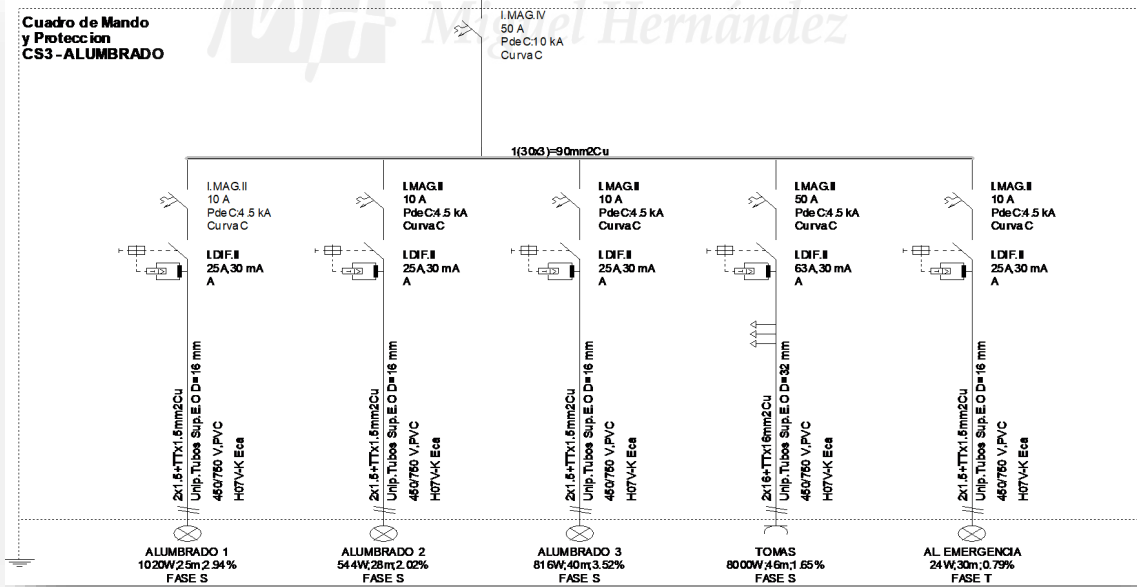 Cuadro de Mando
y Proteccion
CS3 - ALUMBRADO
Miguel Hernández
I.MAG.IV
50 A
PdeC:10 kA
Curva C
1(30x3)=90mm2Cu
I.MAG.II
10 A
PdeC:4.5 kA
Curva C
I.DIF.II
25A,30 mA
A
2x1.5+TTx1.5mm2Cu
Unip.Tubos Sup.E.O D=16 mm
450/750 V,PVC
H07V-K Eca
ALUMBRADO 1
1020W;25m;2.94%
FASE S
I.MAG.II
10 A
PdeC:4.5 kA
Curva C
I.DIF.II
25A,30 mA
A
2x1.5+TTx1.5mm2Cu
Unip.Tubos Sup.E.O D=16 mm
450/750 V,PVC
H07V-K Eca
ALUMBRADO 2
544W;28m;2.02%
FASE S
I.MAG.II
10 A
PdeC:4.5 kA
Curva C
I.DIF.II
25A,30 mA
A
2x1.5+TTx1.5mm2Cu
Unip.Tubos Sup.E.O D=16 mm
450/750 V,PVC
H07V-K Eca
ALUMBRADO 3
816W;40m;3.52%
FASE S
I.MAG.II
50 A
PdeC:4.5 kA
Curva C
I.DIF.II
63A,30 mA
A
2x16+TTx16mm2Cu
Unip.Tubos Sup.E.O D=32 mm
450/750 V,PVC
H07V-K Eca
TOMAS
8000W;46m;1.65%
FASE S
I.MAG.II
10 A
PdeC:4.5 kA
Curva C
I.DIF.II
25A,30 mA
A
2x1.5+TTx1.5mm2Cu
Unip.Tubos Sup.E.O D=16 mm
450/750 V,PVC
H07V-K Eca
AL. EMERGENCIA
24W;30m;0.79%
FASE T